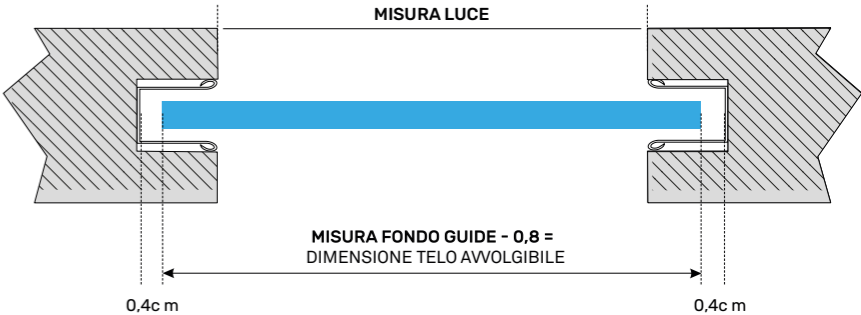 MISURA LUCE
MISURA FONDO GUIDE - 0,8 =
DIMENSIONE TELO AVVOLGIBILE
0,4c m
0,4c m